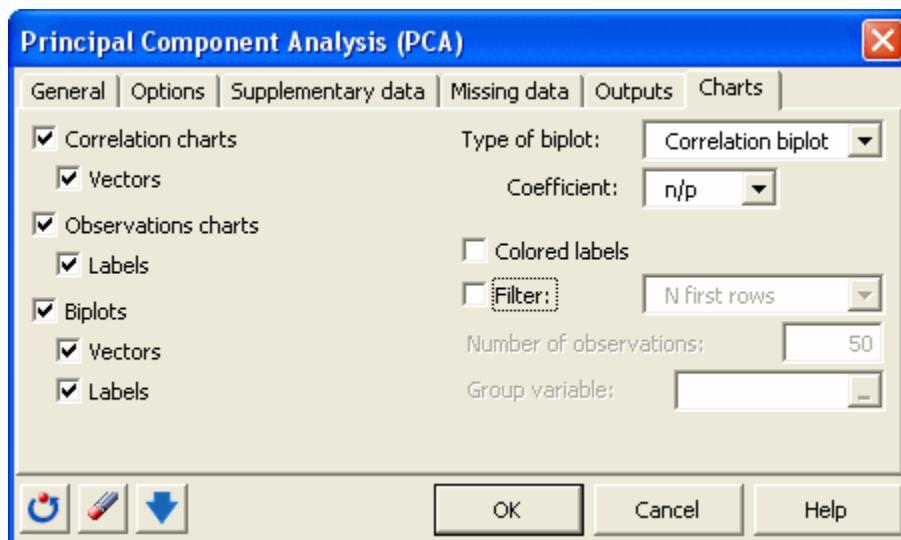 Principal Component Analysis (PCA)
General Options Supplementary data Missing data Outputs Charts
Correlation charts
Vectors
Observations charts
Labels
Biplots
Vectors
Labels
Type of biplot: Correlation biplot
Coefficient: n/p
Colored labels
Filter: N first rows
Number of observations: 50
Group variable: _
OK Cancel Help